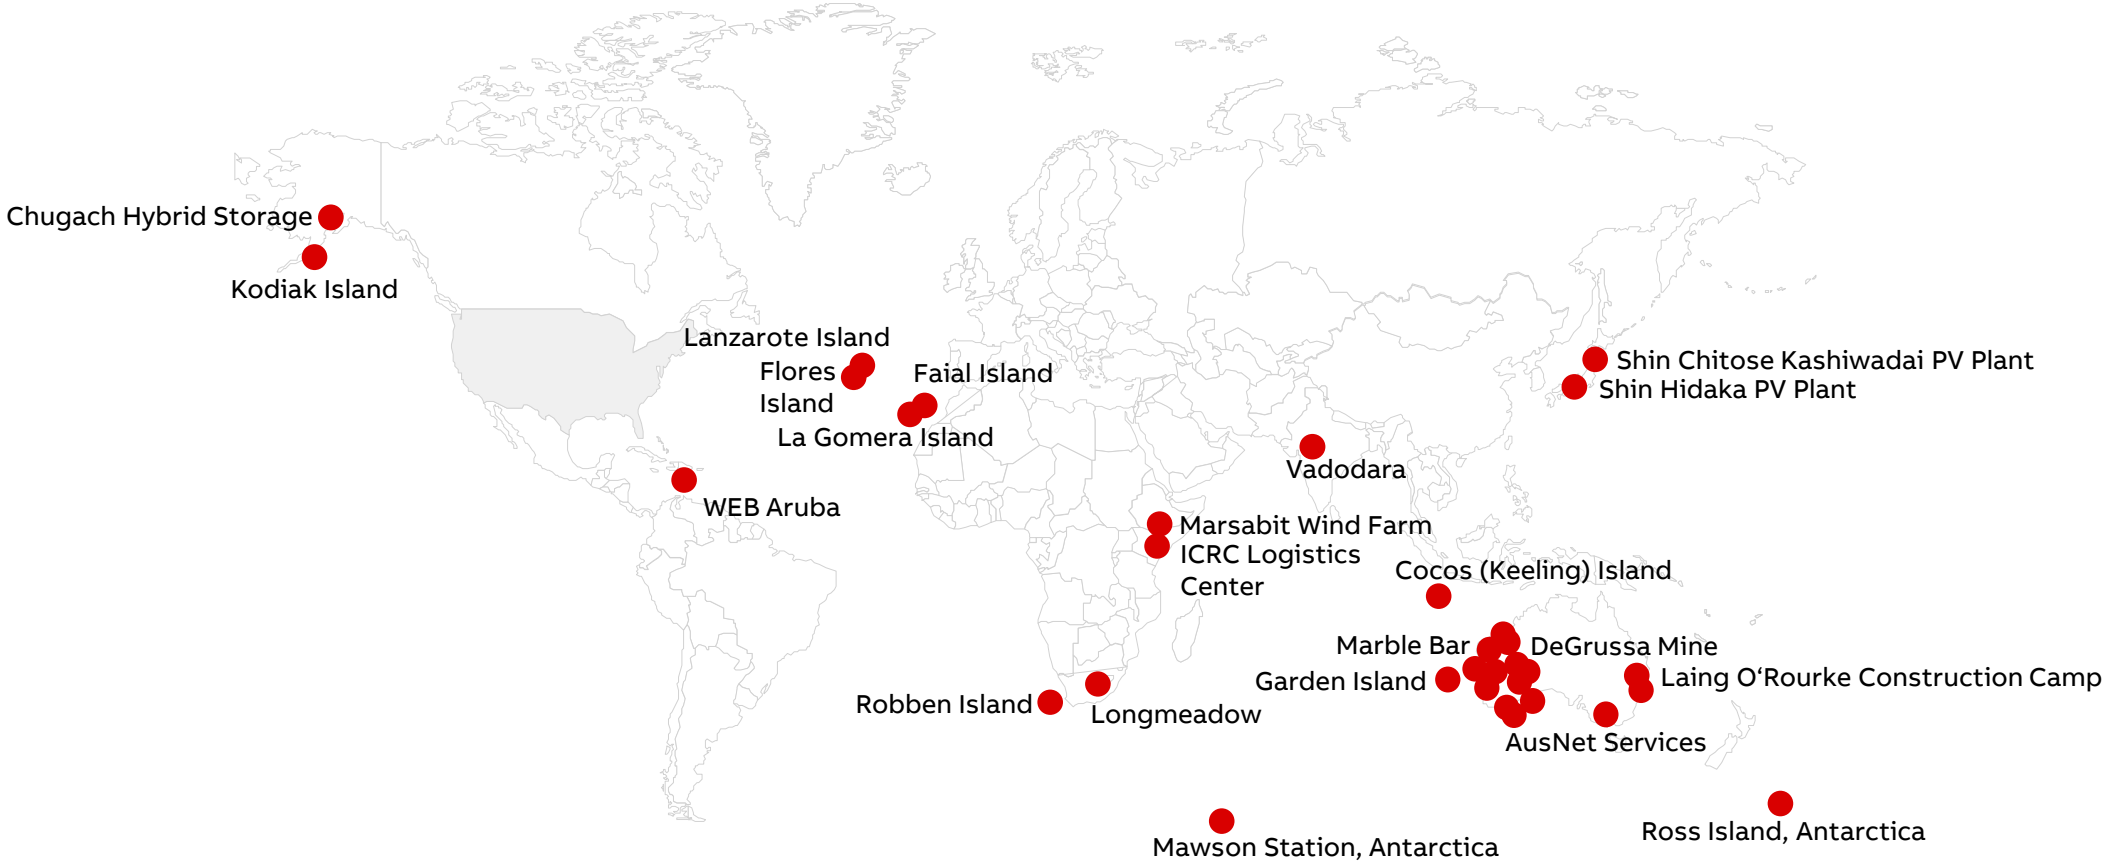 Chugach Hybrid Storage
Kodiak Island
Lanzarote Island
Flores
Island
Faial Island
La Gomera Island
WEB Aruba
Shin Chitose Kashiwadai PV Plant
Shin Hidaka PV Plant
Vadodara
Marsabit Wind Farm
ICRC Logistics
Center
Cocos (Keeling) Island
Marble Bar
DeGrussa Mine
Garden Island
Laing O‘Rourke Construction Camp
Robben Island
Longmeadow
AusNet Services
Ross Island, Antarctica
Mawson Station, Antarctica